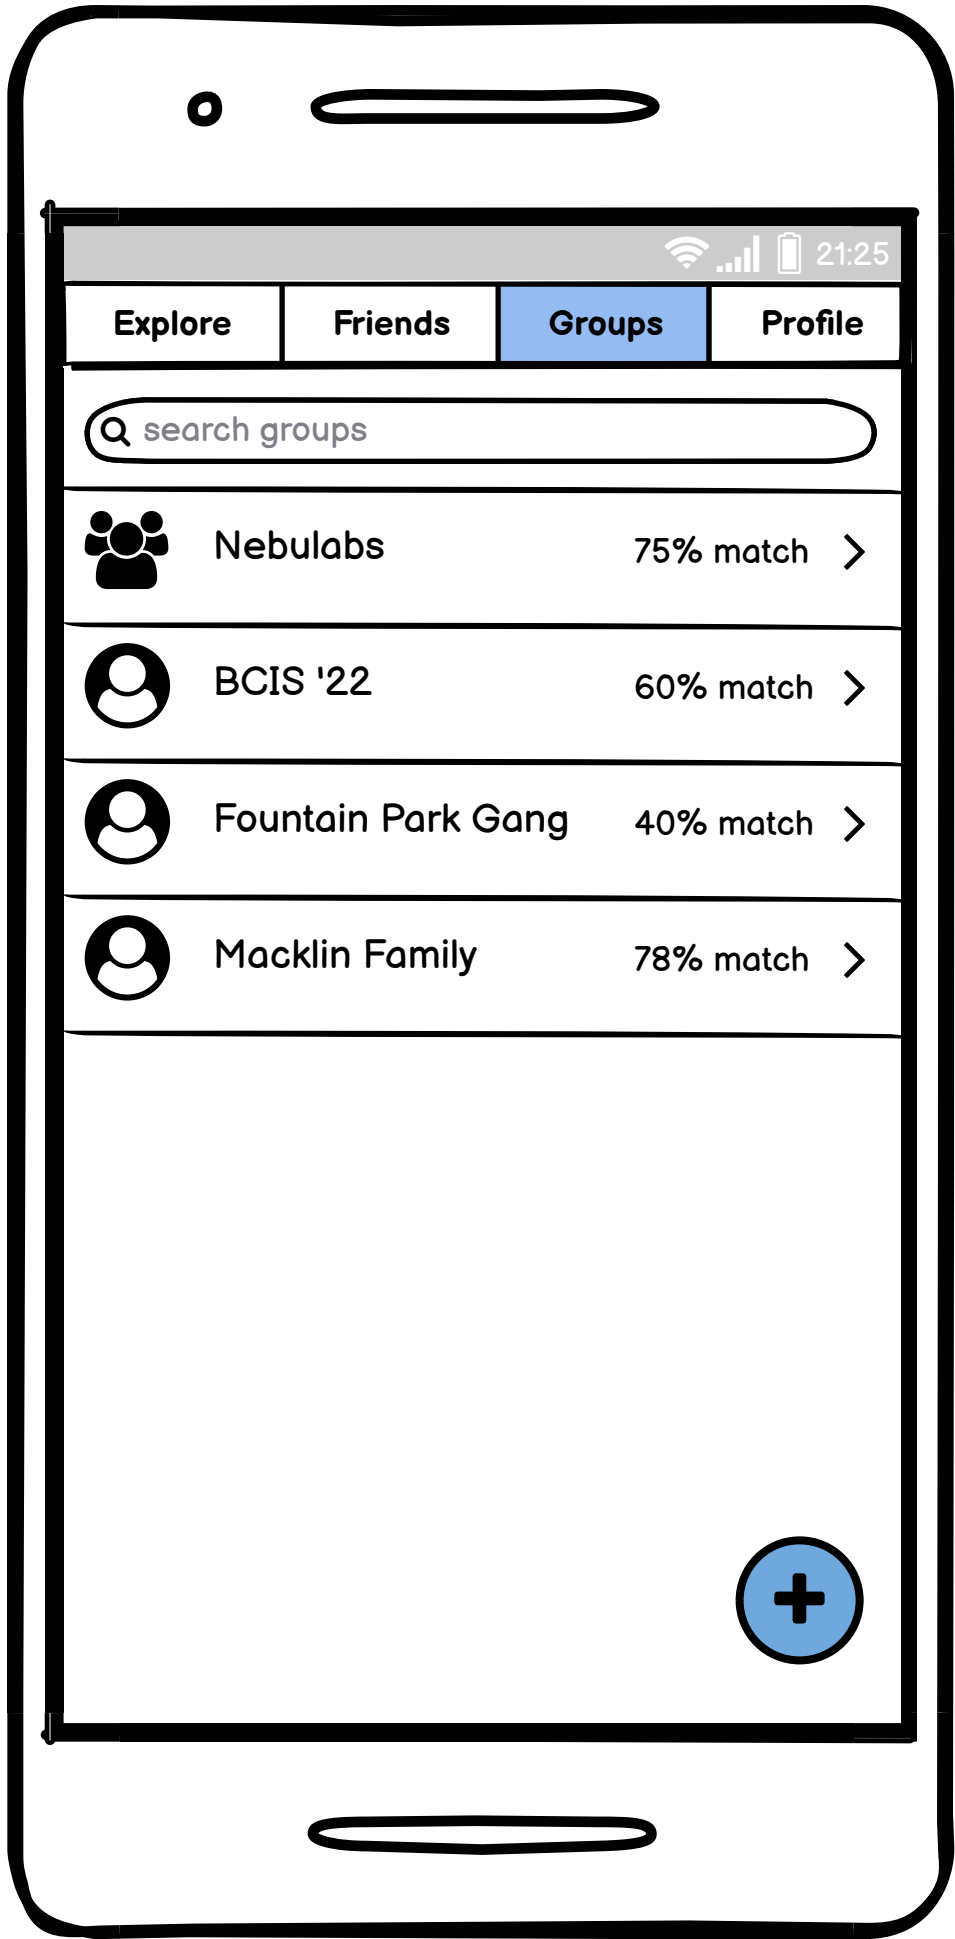 21:25
Explore Friends Groups Profile
search groups
Nebulabs 75% match
BCIS '22 60% match
Fountain Park Gang 40% match
Macklin Family 78% match